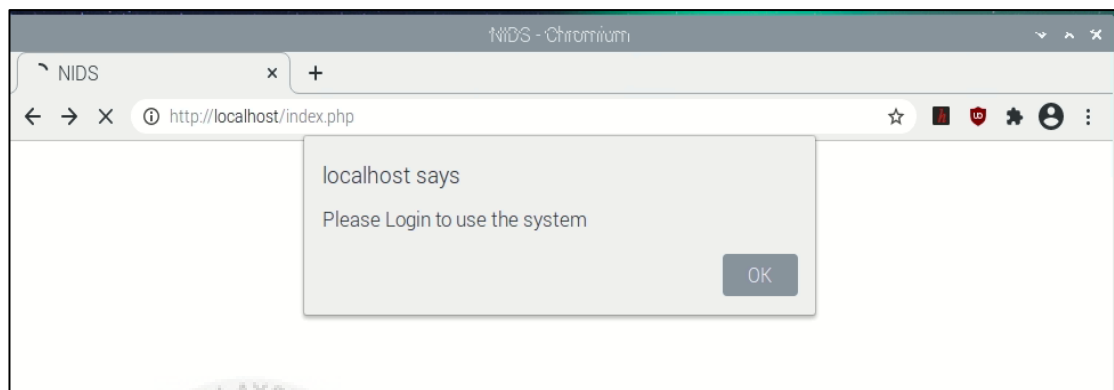 NIDS - Chromium
NIDS
http://localhost/index.php
localhost says
Please Login to use the system
OK